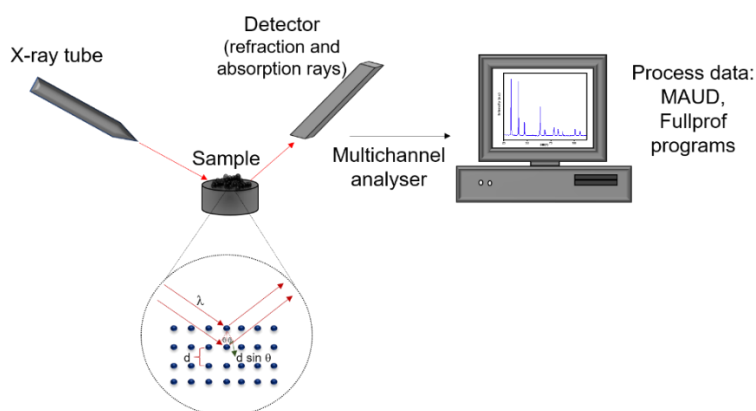 X-ray tube
Detector
(refraction and
absorption rays)
Sample
Multichannel
analyser
Process data:
MAUD,
Fullprof
programs
λ
θ θ
d
d sin θ